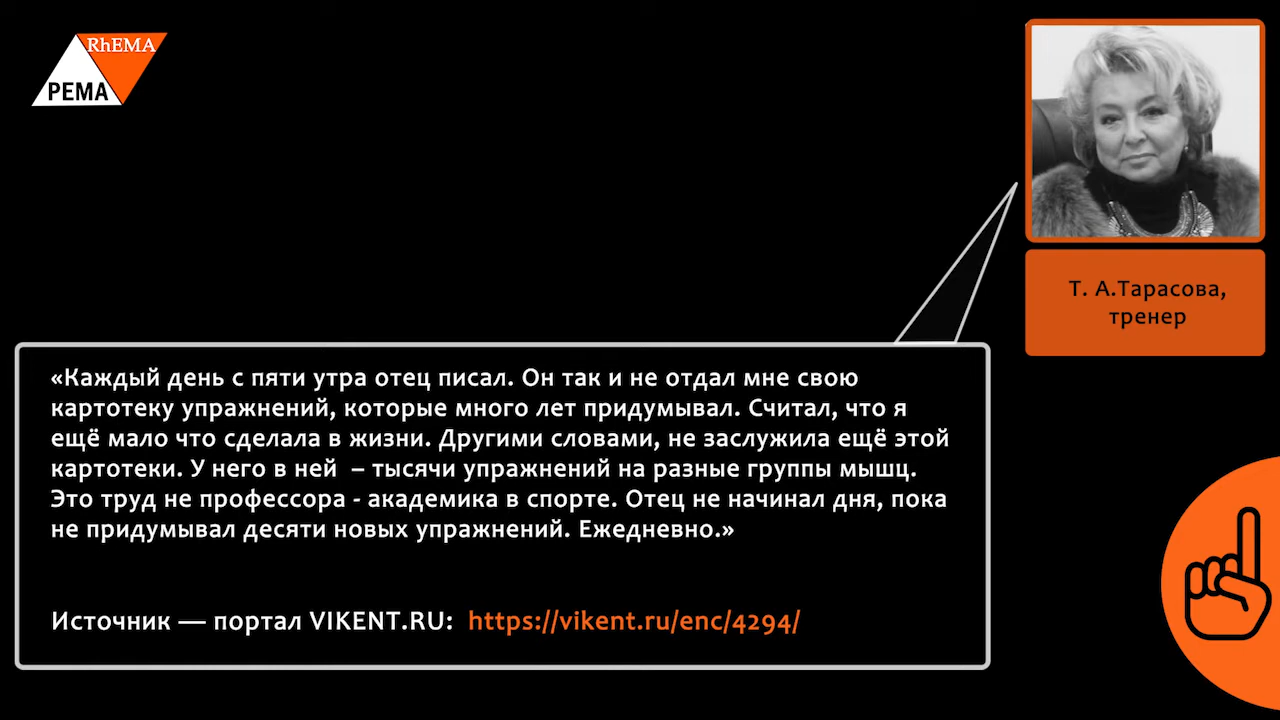 RhEMA
РЕМА
Т. А.Тарасова,
тренер
«Каждый день с пяти утра отец писал. Он так и не отдал мне свою
картотеку упражнений, которые много лет придумывал. Считал, что я
ещё мало что сделала в жизни. Другими словами, не заслужила ещё этой
картотеки. У него в ней – тысячи упражнений на разные группы мышц.
Это труд не профессора - академика в спорте. Отец не начинал дня, пока
не придумывал десяти новых упражнений. Ежедневно.»
Источник — портал VIKENT.RU: https://vikent.ru/enc/4294/